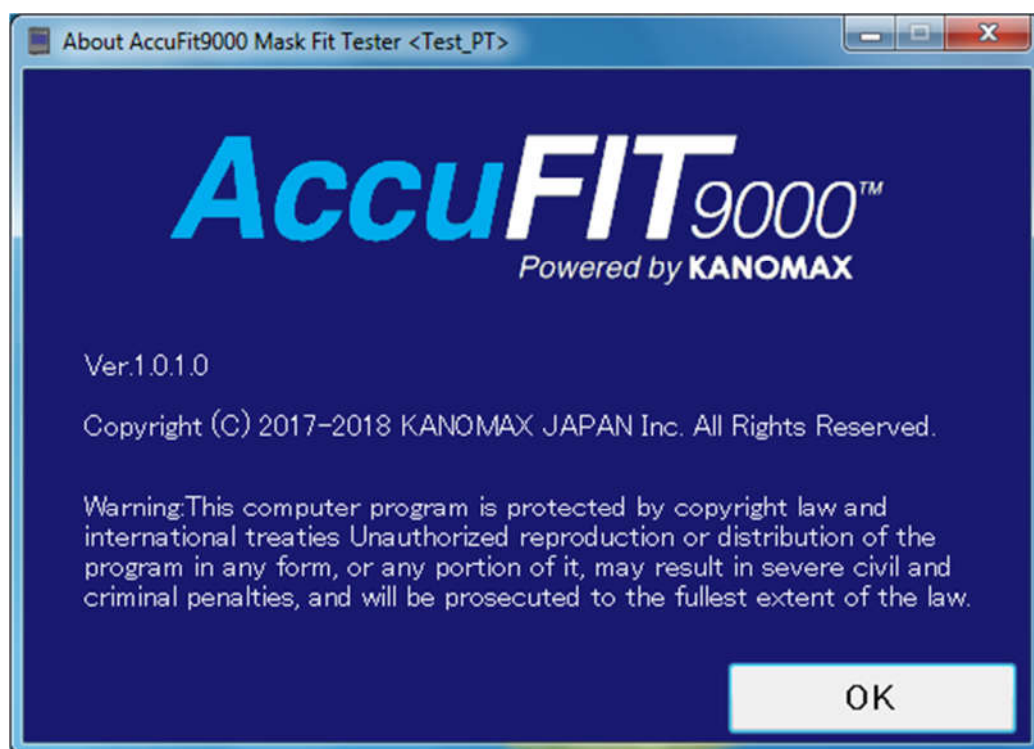 About AccuFit9000 Mask Fit Tester <Test_PT>
AccuFIT9000™
Powered by KANOMAX
Ver.1.0.1.0
Copyright (C) 2017-2018 KANOMAX JAPAN Inc. All Rights Reserved.
Warning:This computer program is protected by copyright law and
international treaties Unauthorized reproduction or distribution of the
program in any form, or any portion of it, may result in severe civil and
criminal penalties, and will be prosecuted to the fullest extent of the law.
OK